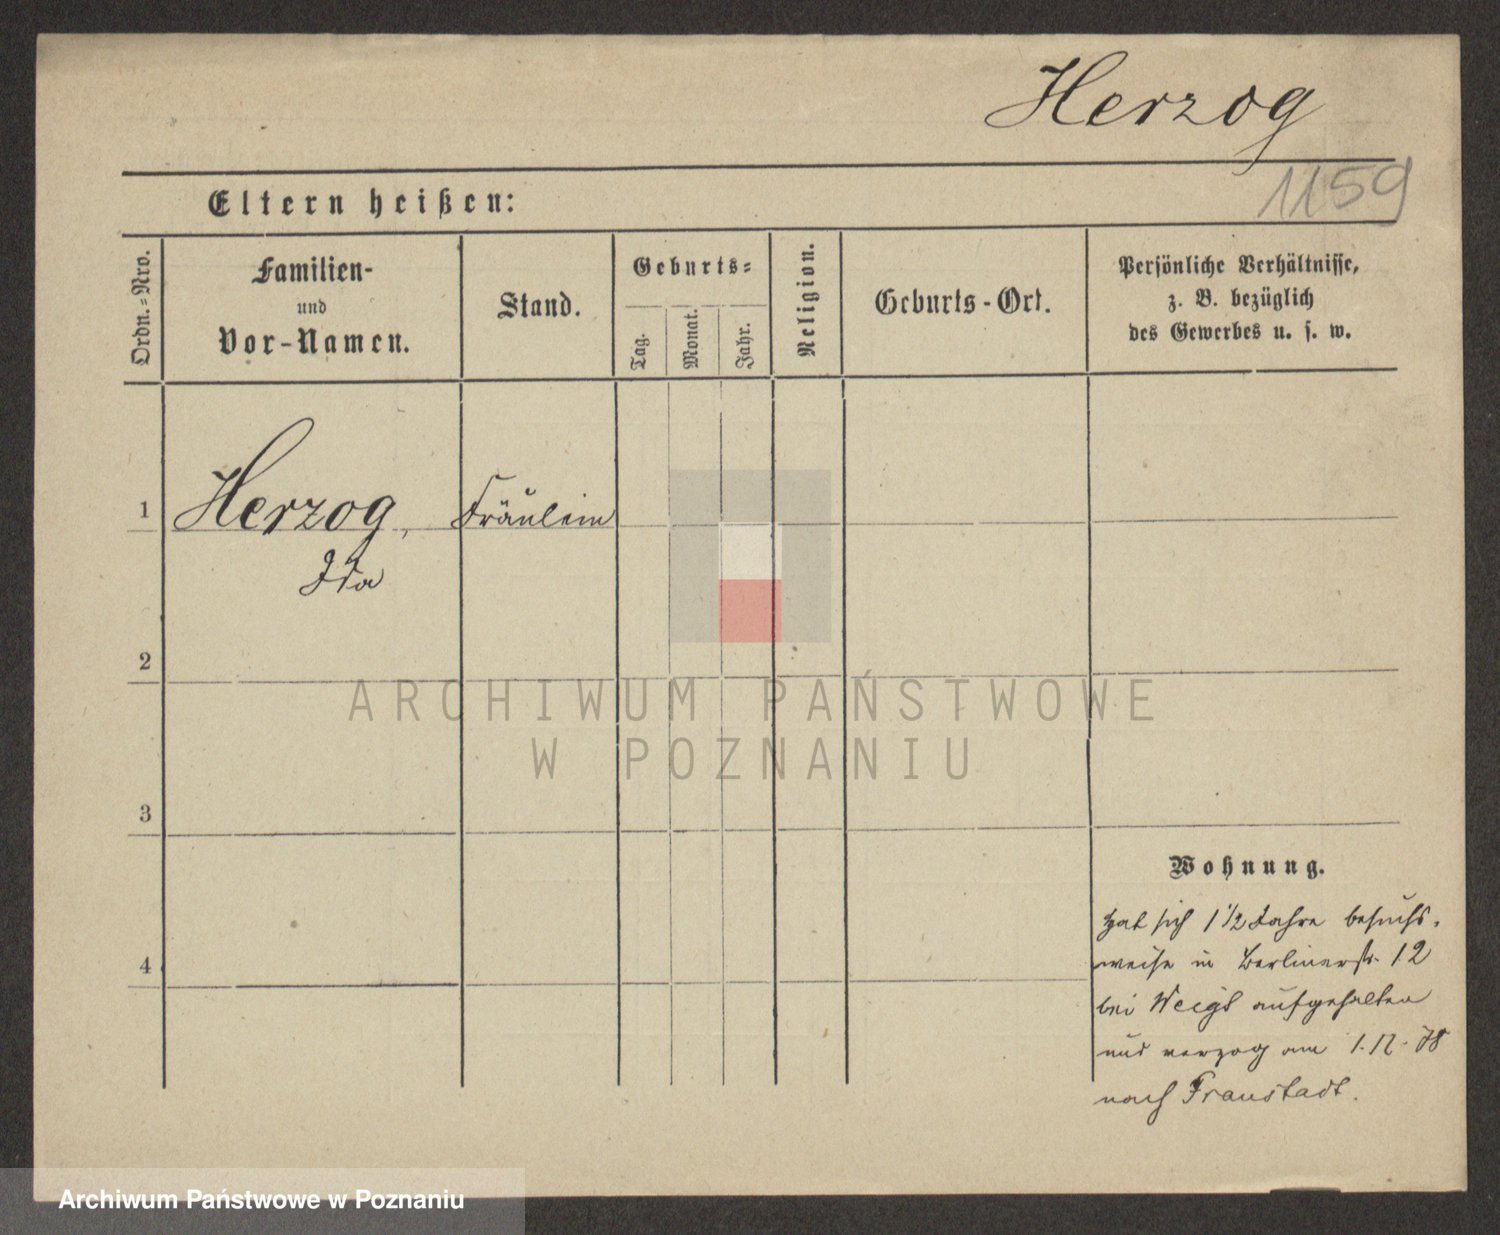 Herzog
1159
Eltern heißen:
Ordn.=Nro.
Familien-
und
Vor-Namen.
Stand.
Geburts=
Tag.
Monat.
Jahr.
Religion.
Geburts-Ort.
Persönliche Verhältnisse,
z. B. bezüglich
des Gewerbes u. s. w.
1
Herzog,
Ida
Fräulein
2
ARCHIWUM PAŃSTWOWE
W POZNANIU
3
4
Wohnung.
hat sich 1 1/2 Jahre besuchs-
weise in Berlinerstr. 12
bei Weigt aufgehalten
und verzog am 1. 12. 78
nach Fraustadt.
Archiwum Państwowe w Poznaniu